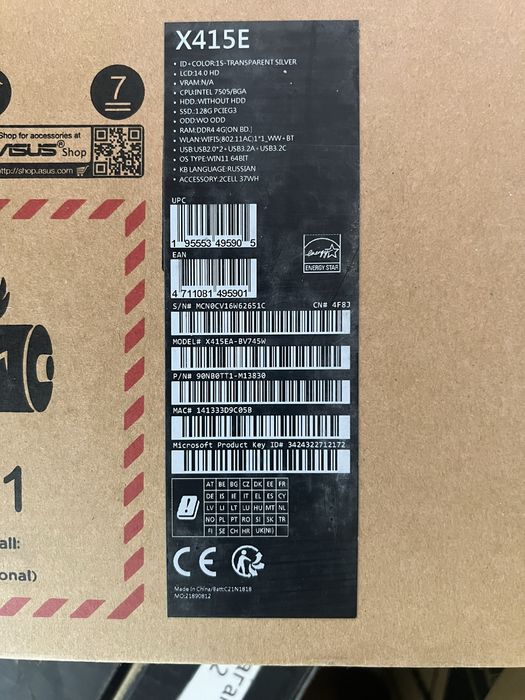 X415E
• ID+COLOR:1S-TRANSPARENT SILVER
• LCD:14.0 HD
• VRAM:N/A
• CPU:INTEL 7505/BGA
• HDD:WITHOUT HDD
• SSD.:128G PCIEG3
• ODD:WO ODD
• RAM:DDR4 4G(ON BD.)
• WLAN:WIFI5(802.11AC)1*1_WW+BT
• USB:USB2.0*2+USB3.2A+USB3.2C
• OS TYPE:WIN11 64BIT
• KB LANGUAGE:RUSSIAN
• ACCESSORY:2CELL 37WH
UPC
1 95553 49590 5
EAN
4 711081 495901
energy
ENERGY STAR
S/N# MCN0CV16W62651C CN# 4F8J
MODEL# X415EA-BV745W
P/N# 90NB0TT1-M13830
MAC# 141333D9C05B
Microsoft Product Key ID# 3424322712172
AT BE BG CZ DK EE FR
DE IS IE IT EL ES CY
LV LI LT LU HU MT NL
NO PL PT RO SI SK TR
FI SE CH HR UK(NI)
CE
Made in China/Batt:C21N1818
MO:21890812
7
Shop for accessories at
ASUS® Shop
http://shop.asus.com
1
all:
onal)